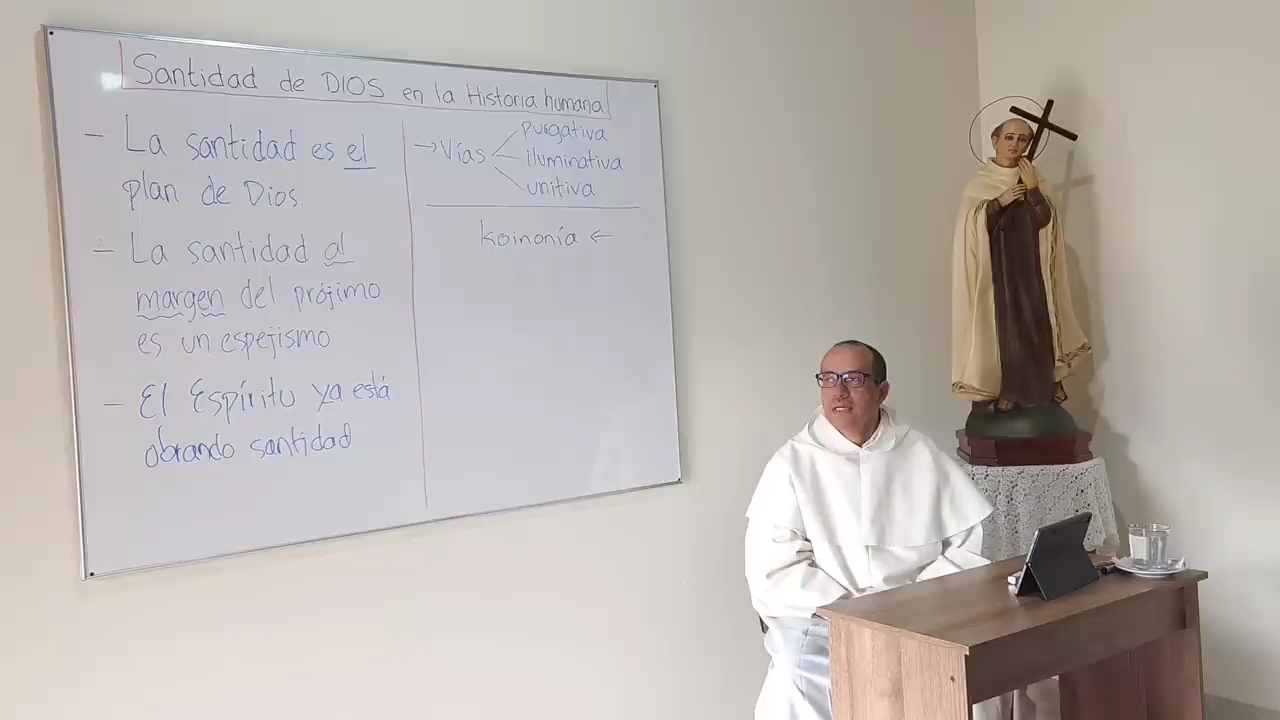 Santidad de DIOS en la Historia humana
- La santidad es el
plan de Dios.
- La santidad al
margen del prójimo
es un espejismo
- El Espíritu ya está
obrando santidad
→ Vías
purgativa
iluminativa
unitiva
koinonía ←